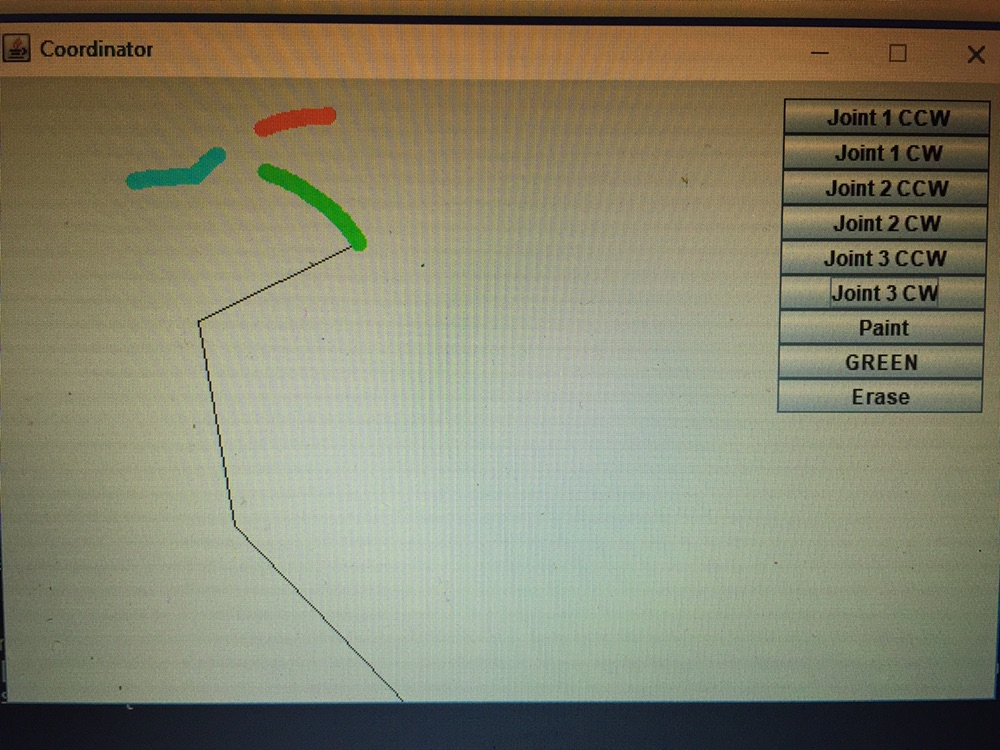 Coordinator
Joint 1 CCW
Joint 1 CW
Joint 2 CCW
Joint 2 CW
Joint 3 CCW
Joint 3 CW
Paint
GREEN
Erase